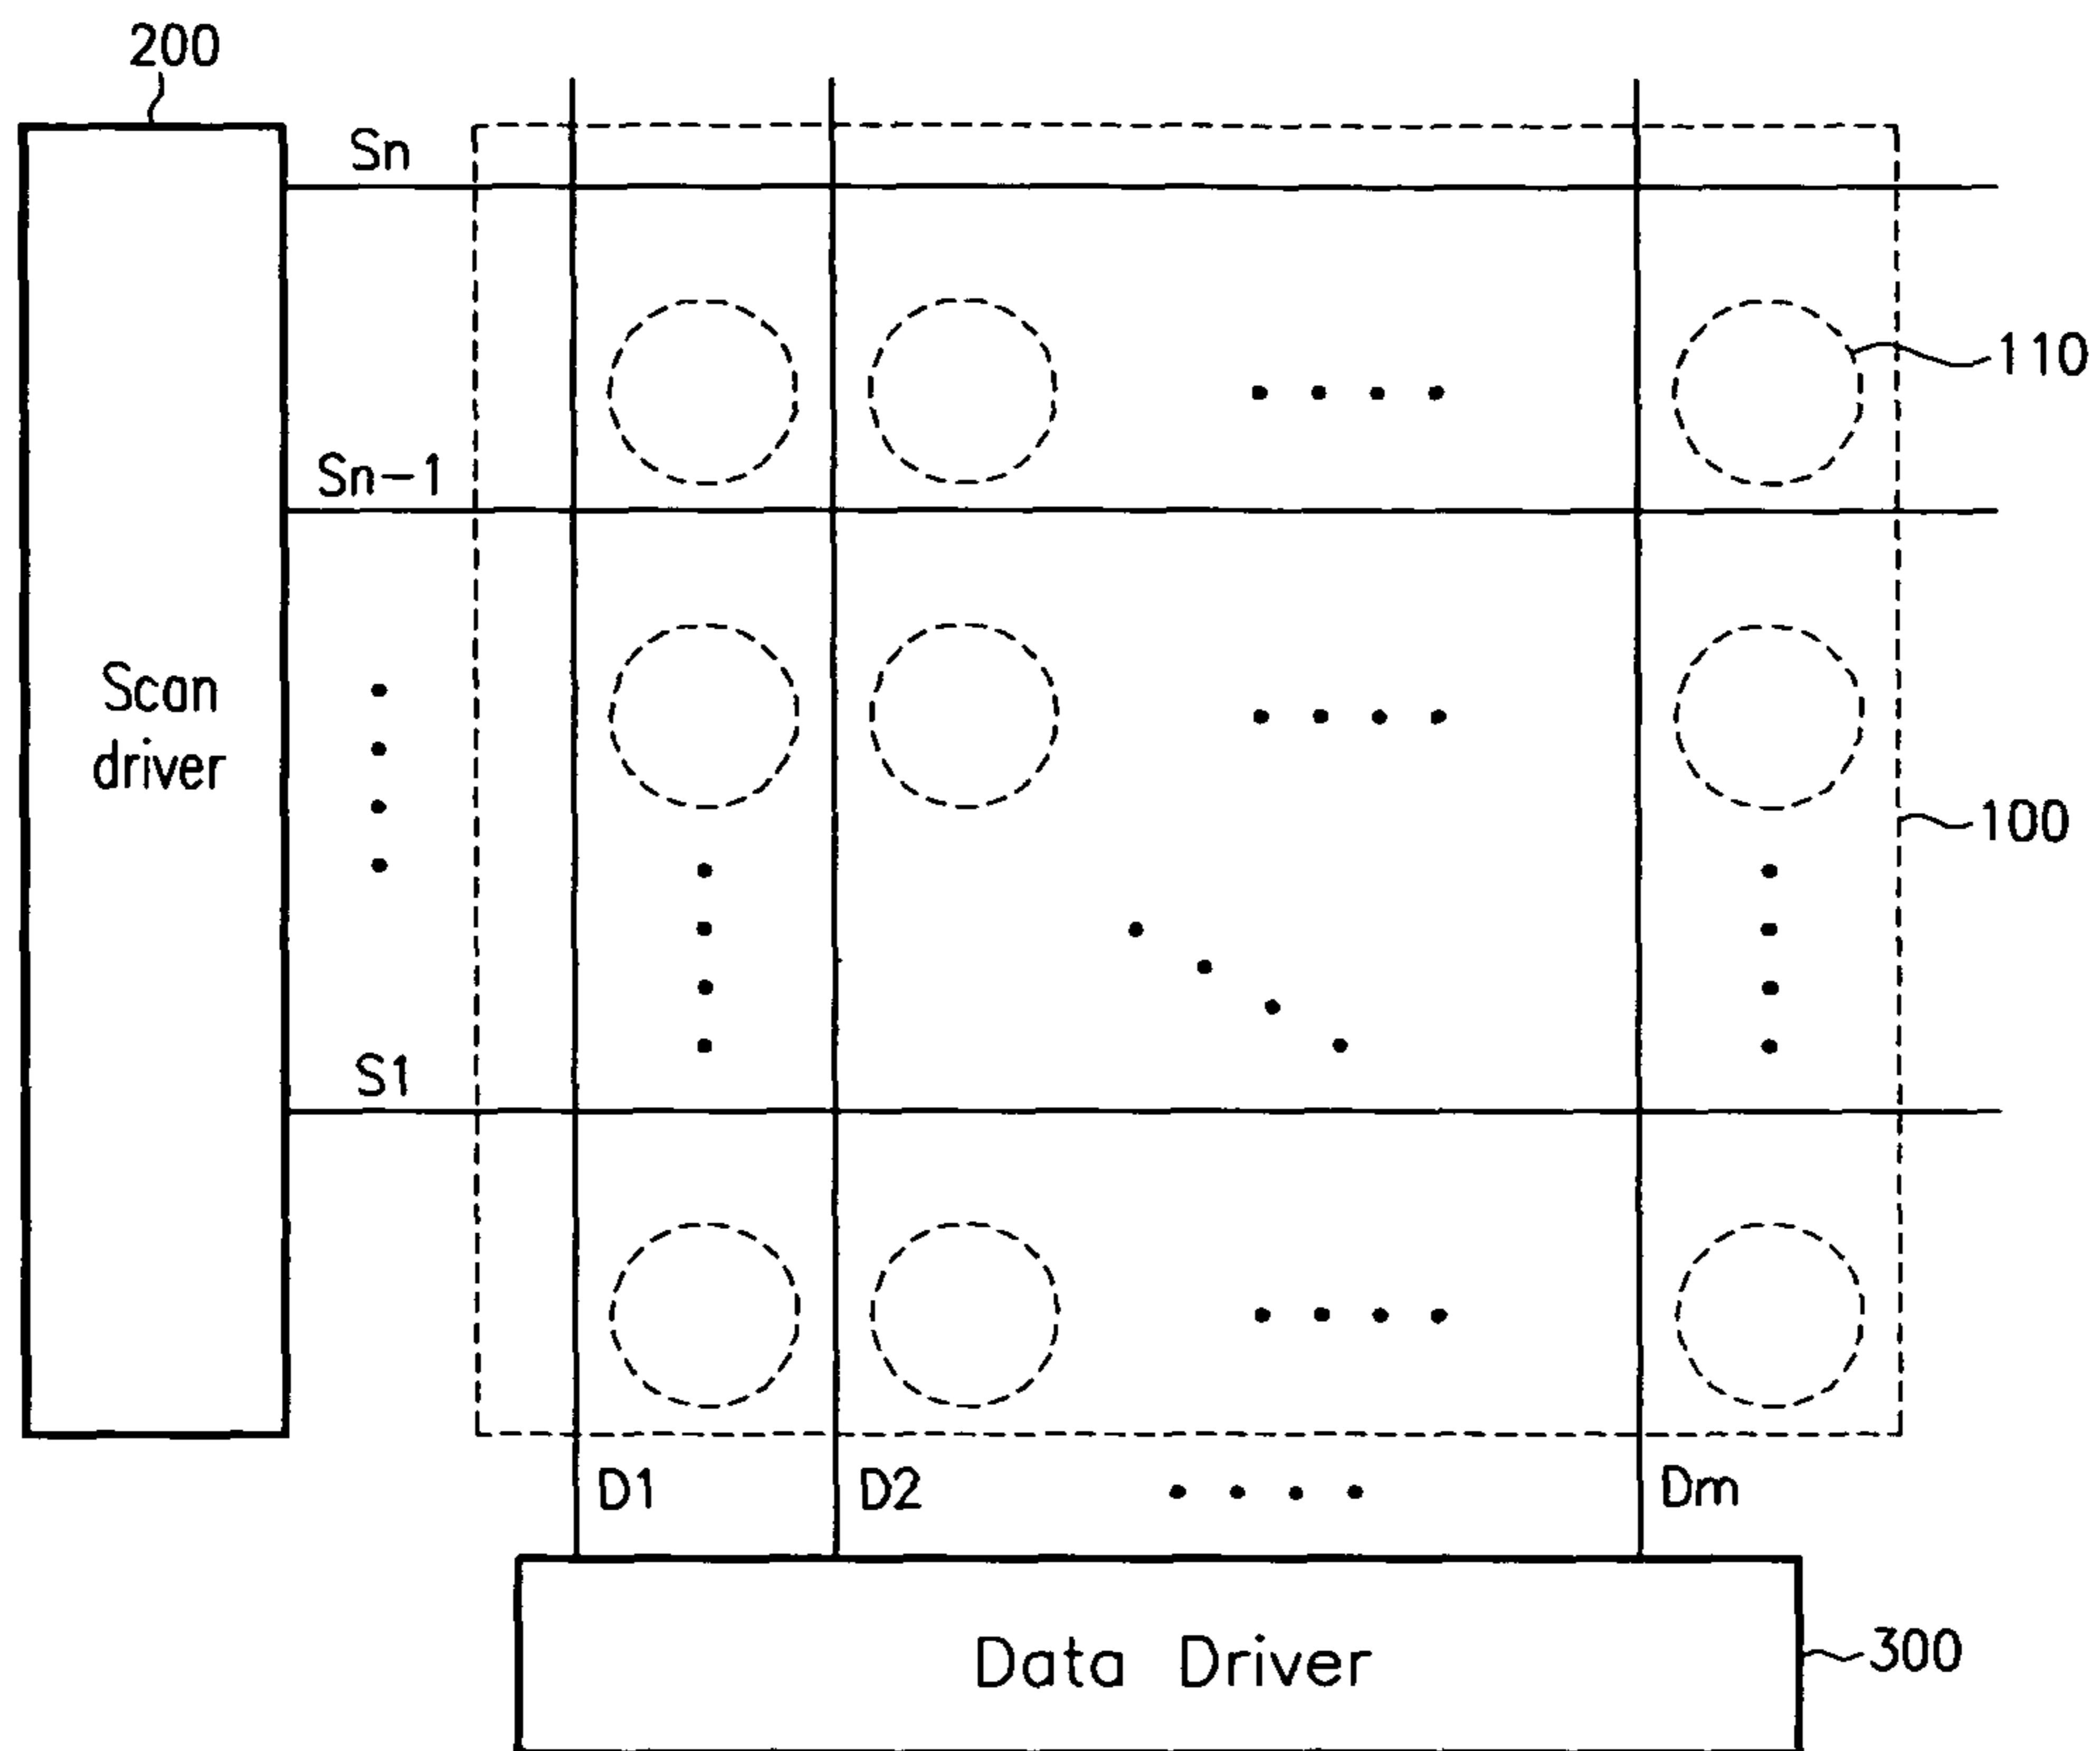 200
Sn
110
Sn-1
Scan
driver
100
S1
D1
D2
Dm
Data Driver
300